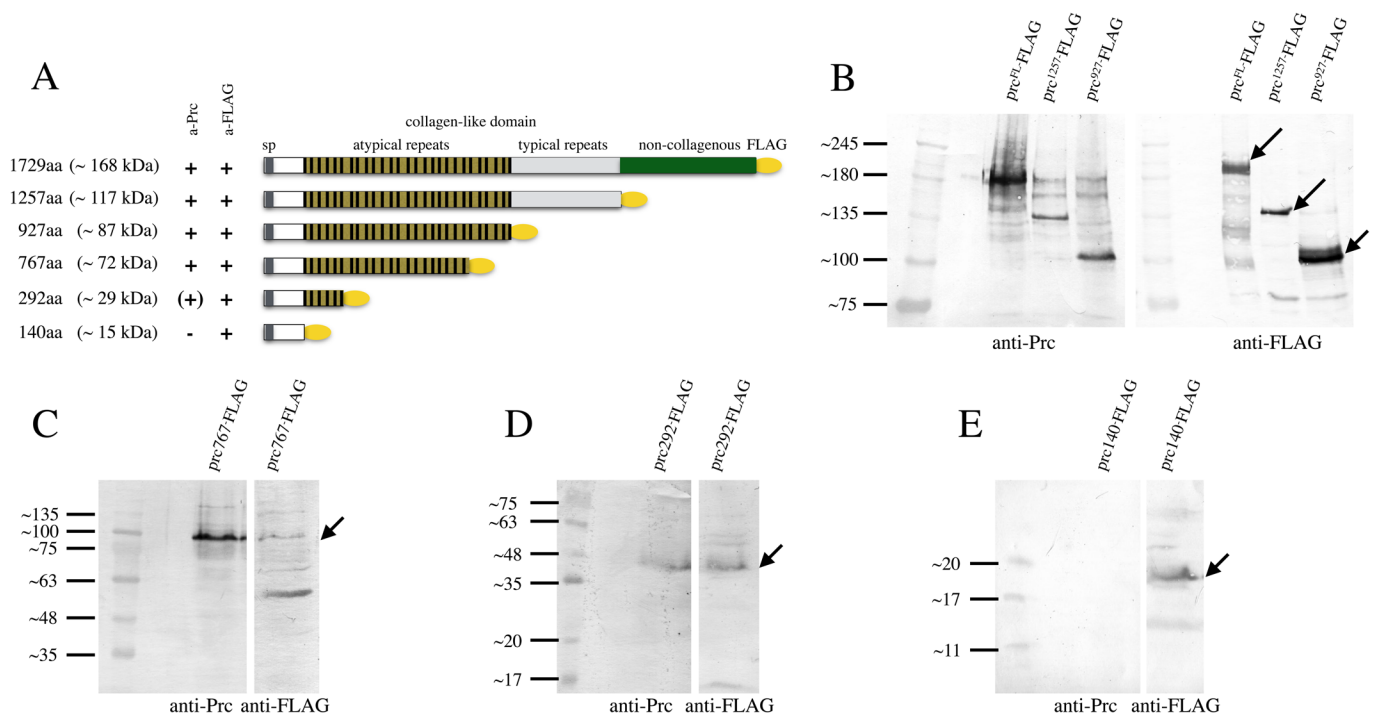 A
a-Prc
a-FLAG
collagen-like domain
sp
atypical repeats
typical repeats
non-collagenous
FLAG
1729aa (~ 168 kDa) + +
1257aa (~ 117 kDa) + +
927aa (~ 87 kDa) + +
767aa (~ 72 kDa) + +
292aa (~ 29 kDa) (+) +
140aa (~ 15 kDa) - +
B
prcFL-FLAG
prc1257-FLAG
prc927-FLAG
prcFL-FLAG
prc1257-FLAG
prc927-FLAG
~245
~180
~135
~100
~75
anti-Prc
anti-FLAG
C
prc767-FLAG
prc767-FLAG
~135
~100
~75
~63
~48
~35
anti-Prc anti-FLAG
D
prc292-FLAG
prc292-FLAG
~75
~63
~48
~35
~20
~17
anti-Prc
anti-FLAG
E
prc140-FLAG
prc140-FLAG
~20
~17
~11
anti-Prc
anti-FLAG